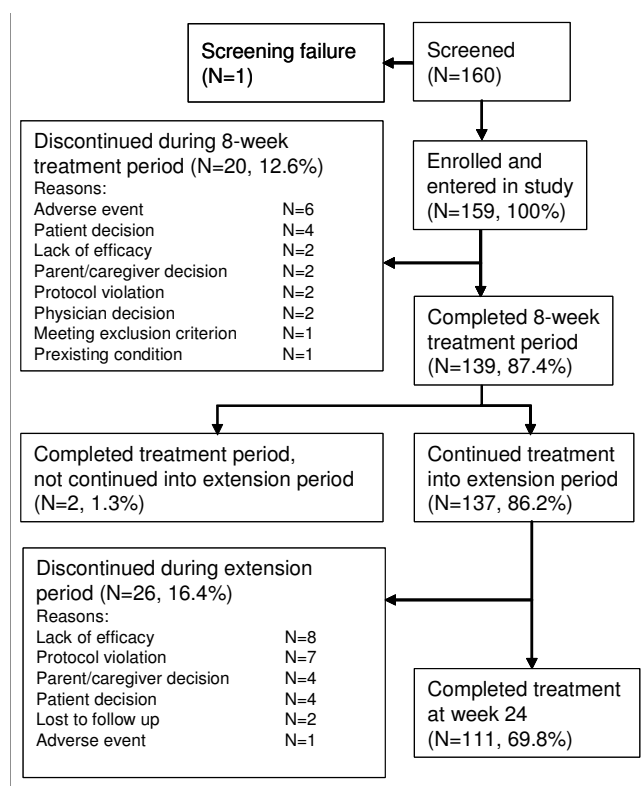 Screening failure
(N=1)
Screened
(N=160)
Discontinued during 8-week
treatment period (N=20, 12.6%)
Reasons:
Adverse event N=6
Patient decision N=4
Lack of efficacy N=2
Parent/caregiver decision N=2
Protocol violation N=2
Physician decision N=2
Meeting exclusion criterion N=1
Prexisting condition N=1
Enrolled and
entered in study
(N=159, 100%)
Completed 8-week
treatment period
(N=139, 87.4%)
Completed treatment period,
not continued into extension period
(N=2, 1.3%)
Continued treatment
into extension period
(N=137, 86.2%)
Discontinued during extension
period (N=26, 16.4%)
Reasons:
Lack of efficacy N=8
Protocol violation N=7
Parent/caregiver decision N=4
Patient decision N=4
Lost to follow up N=2
Adverse event N=1
Completed treatment
at week 24
(N=111, 69.8%)